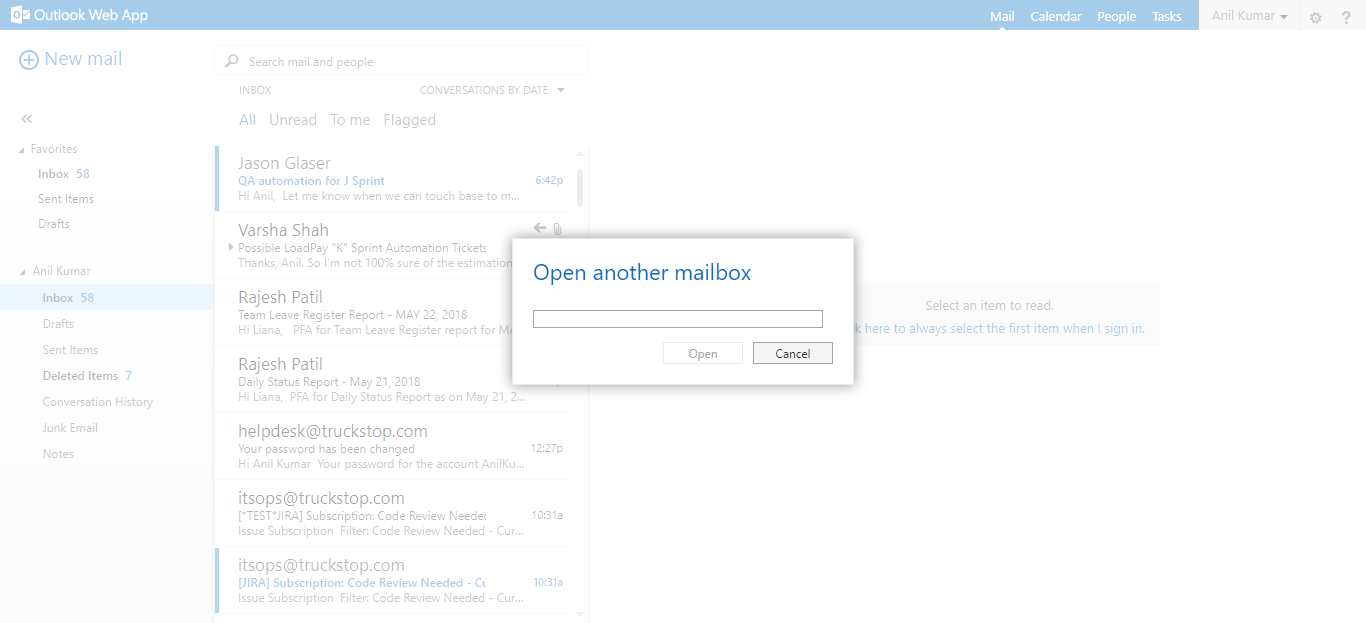 Outlook Web App
Mail Calendar People Tasks Anil Kumar ?
New mail
Search mail and people
INBOX CONVERSATIONS BY DATE
All Unread To me Flagged
Favorites
Inbox 58
Sent Items
Drafts
Anil Kumar
Inbox 58
Drafts
Sent Items
Deleted Items 7
Conversation History
Junk Email
Notes
Jason Glaser
QA automation for J Sprint 6:42p
Hi Anil, Let me know when we can touch base to m...
Varsha Shah
Possible LoadPay "K" Sprint Automation Tickets
Thanks, Anil. So I'm not 100% sure of the estimation
Rajesh Patil
Team Leave Register Report - MAY 22, 2018
Hi Liana, PFA for Team Leave Register report for
Rajesh Patil
Daily Status Report - May 21, 2018
Hi Liana, PFA for Daily Status Report as on May 21, 2...
helpdesk@truckstop.com
Your password has been changed 12:27p
Hi Anil Kumar Your password for the account AnilKu...
itsops@truckstop.com
[*TEST*JIRA] Subscription: Code Review Needed 10:31a
Issue Subscription Filter: Code Review Needed - Cur...
itsops@truckstop.com
[JIRA] Subscription: Code Review Needed - Cu 10:31a
Issue Subscription Filter: Code Review Needed - Cur...
Open another mailbox
Open Cancel
Select an item to read.
k here to always select the first item when I sign in.